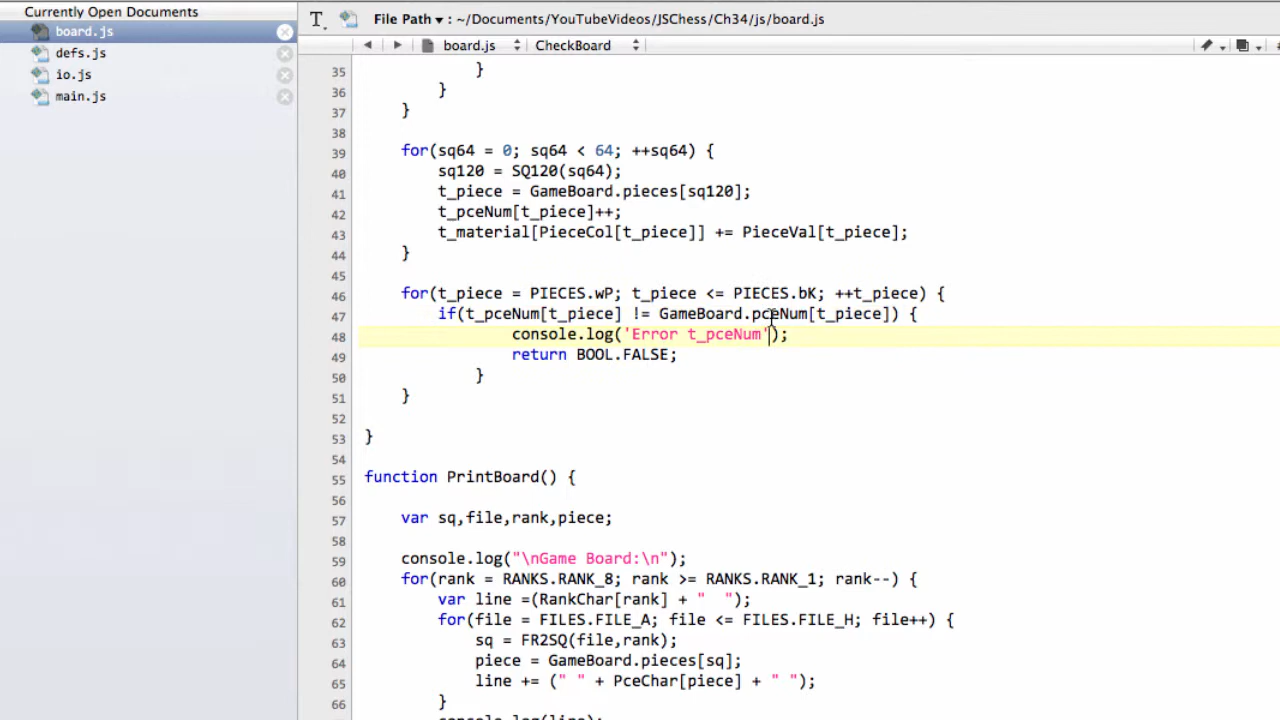 Currently Open Documents
board.js
defs.js
io.js
main.js
T File Path ▾ : ~/Documents/YouTubeVideos/JSChess/Ch34/js/board.js
board.js CheckBoard
35 }
36 }
37 }
38
39 for(sq64 = 0; sq64 < 64; ++sq64) {
40 sq120 = SQ120(sq64);
41 t_piece = GameBoard.pieces[sq120];
42 t_pceNum[t_piece]++;
43 t_material[PieceCol[t_piece]] += PieceVal[t_piece];
44 }
45
46 for(t_piece = PIECES.wP; t_piece <= PIECES.bK; ++t_piece) {
47 if(t_pceNum[t_piece] != GameBoard.pceNum[t_piece]) {
48 console.log('Error t_pceNum');
49 return BOOL.FALSE;
50 }
51 }
52
53 }
54
55 function PrintBoard() {
56
57 var sq,file,rank,piece;
58
59 console.log("\nGame Board:\n");
60 for(rank = RANKS.RANK_8; rank >= RANKS.RANK_1; rank--) {
61 var line =(RankChar[rank] + "  ");
62 for(file = FILES.FILE_A; file <= FILES.FILE_H; file++) {
63 sq = FR2SQ(file,rank);
64 piece = GameBoard.pieces[sq];
65 line += (" " + PceChar[piece] + " ");
66 }
console.log(line);